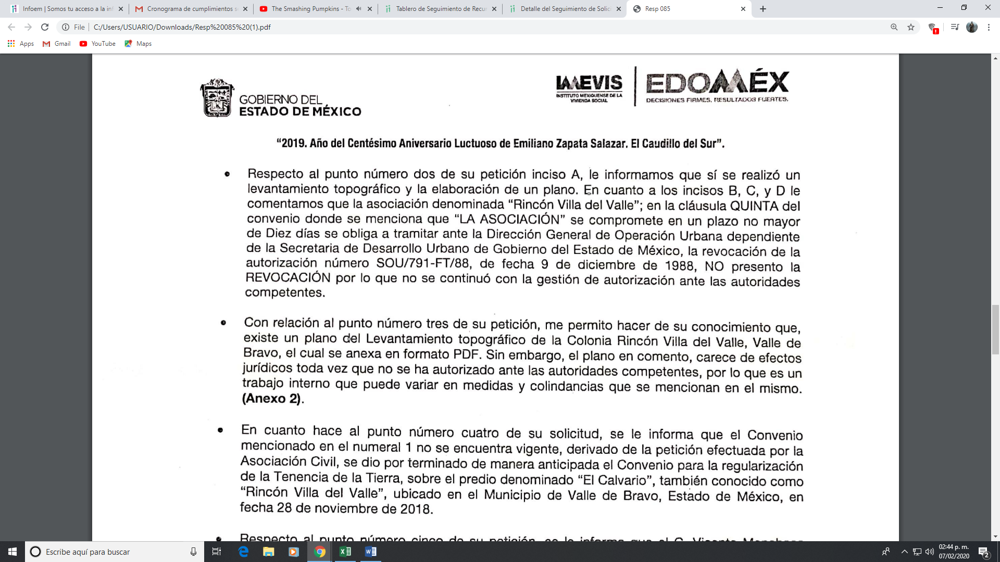 Infoem | Somos tu acceso a la inf
Cronograma de cumplimientos s
The Smashing Pumpkins - To
Tablero de Seguimiento de Recur
Detalle del Seguimiento de Solici
Resp 085
File
C:/Users/USUARIO/Downloads/Resp%20085%20(1).pdf
Apps
Gmail
YouTube
Maps
GOBIERNO DEL
ESTADO DE MÉXICO
IMEVIS
INSTITUTO MEXIQUENSE DE LA
VIVIENDA SOCIAL
EDOMÉX
DECISIONES FIRMES, RESULTADOS FUERTES.
“2019. Año del Centésimo Aniversario Luctuoso de Emiliano Zapata Salazar. El Caudillo del Sur”.
• Respecto al punto número dos de su petición inciso A, le informamos que sí se realizó un
levantamiento topográfico y la elaboración de un plano. En cuanto a los incisos B, C, y D le
comentamos que la asociación denominada “Rincón Villa del Valle”; en la cláusula QUINTA del
convenio donde se menciona que “LA ASOCIACIÓN” se compromete en un plazo no mayor
de Diez días se obliga a tramitar ante la Dirección General de Operación Urbana dependiente
de la Secretaria de Desarrollo Urbano de Gobierno del Estado de México, la revocación de la
autorización número SOU/791-FT/88, de fecha 9 de diciembre de 1988, NO presento la
REVOCACIÓN por lo que no se continuó con la gestión de autorización ante las autoridades
competentes.
• Con relación al punto número tres de su petición, me permito hacer de su conocimiento que,
existe un plano del Levantamiento topográfico de la Colonia Rincón Villa del Valle, Valle de
Bravo, el cual se anexa en formato PDF. Sin embargo, el plano en comento, carece de efectos
jurídicos toda vez que no se ha autorizado ante las autoridades competentes, por lo que es un
trabajo interno que puede variar en medidas y colindancias que se mencionan en el mismo.
(Anexo 2).
• En cuanto hace al punto número cuatro de su solicitud, se le informa que el Convenio
mencionado en el numeral 1 no se encuentra vigente, derivado de la petición efectuada por la
Asociación Civil, se dio por terminado de manera anticipada el Convenio para la regularización
de la Tenencia de la Tierra, sobre el predio denominado “El Calvario”, también conocido como
“Rincón Villa del Valle”, ubicado en el Municipio de Valle de Bravo, Estado de México, en
fecha 28 de noviembre de 2018.
• Respecto al punto número cinco de su petición, se le informa que el C. Vicente
Escribe aquí para buscar
02:44 p. m.
07/02/2020
2